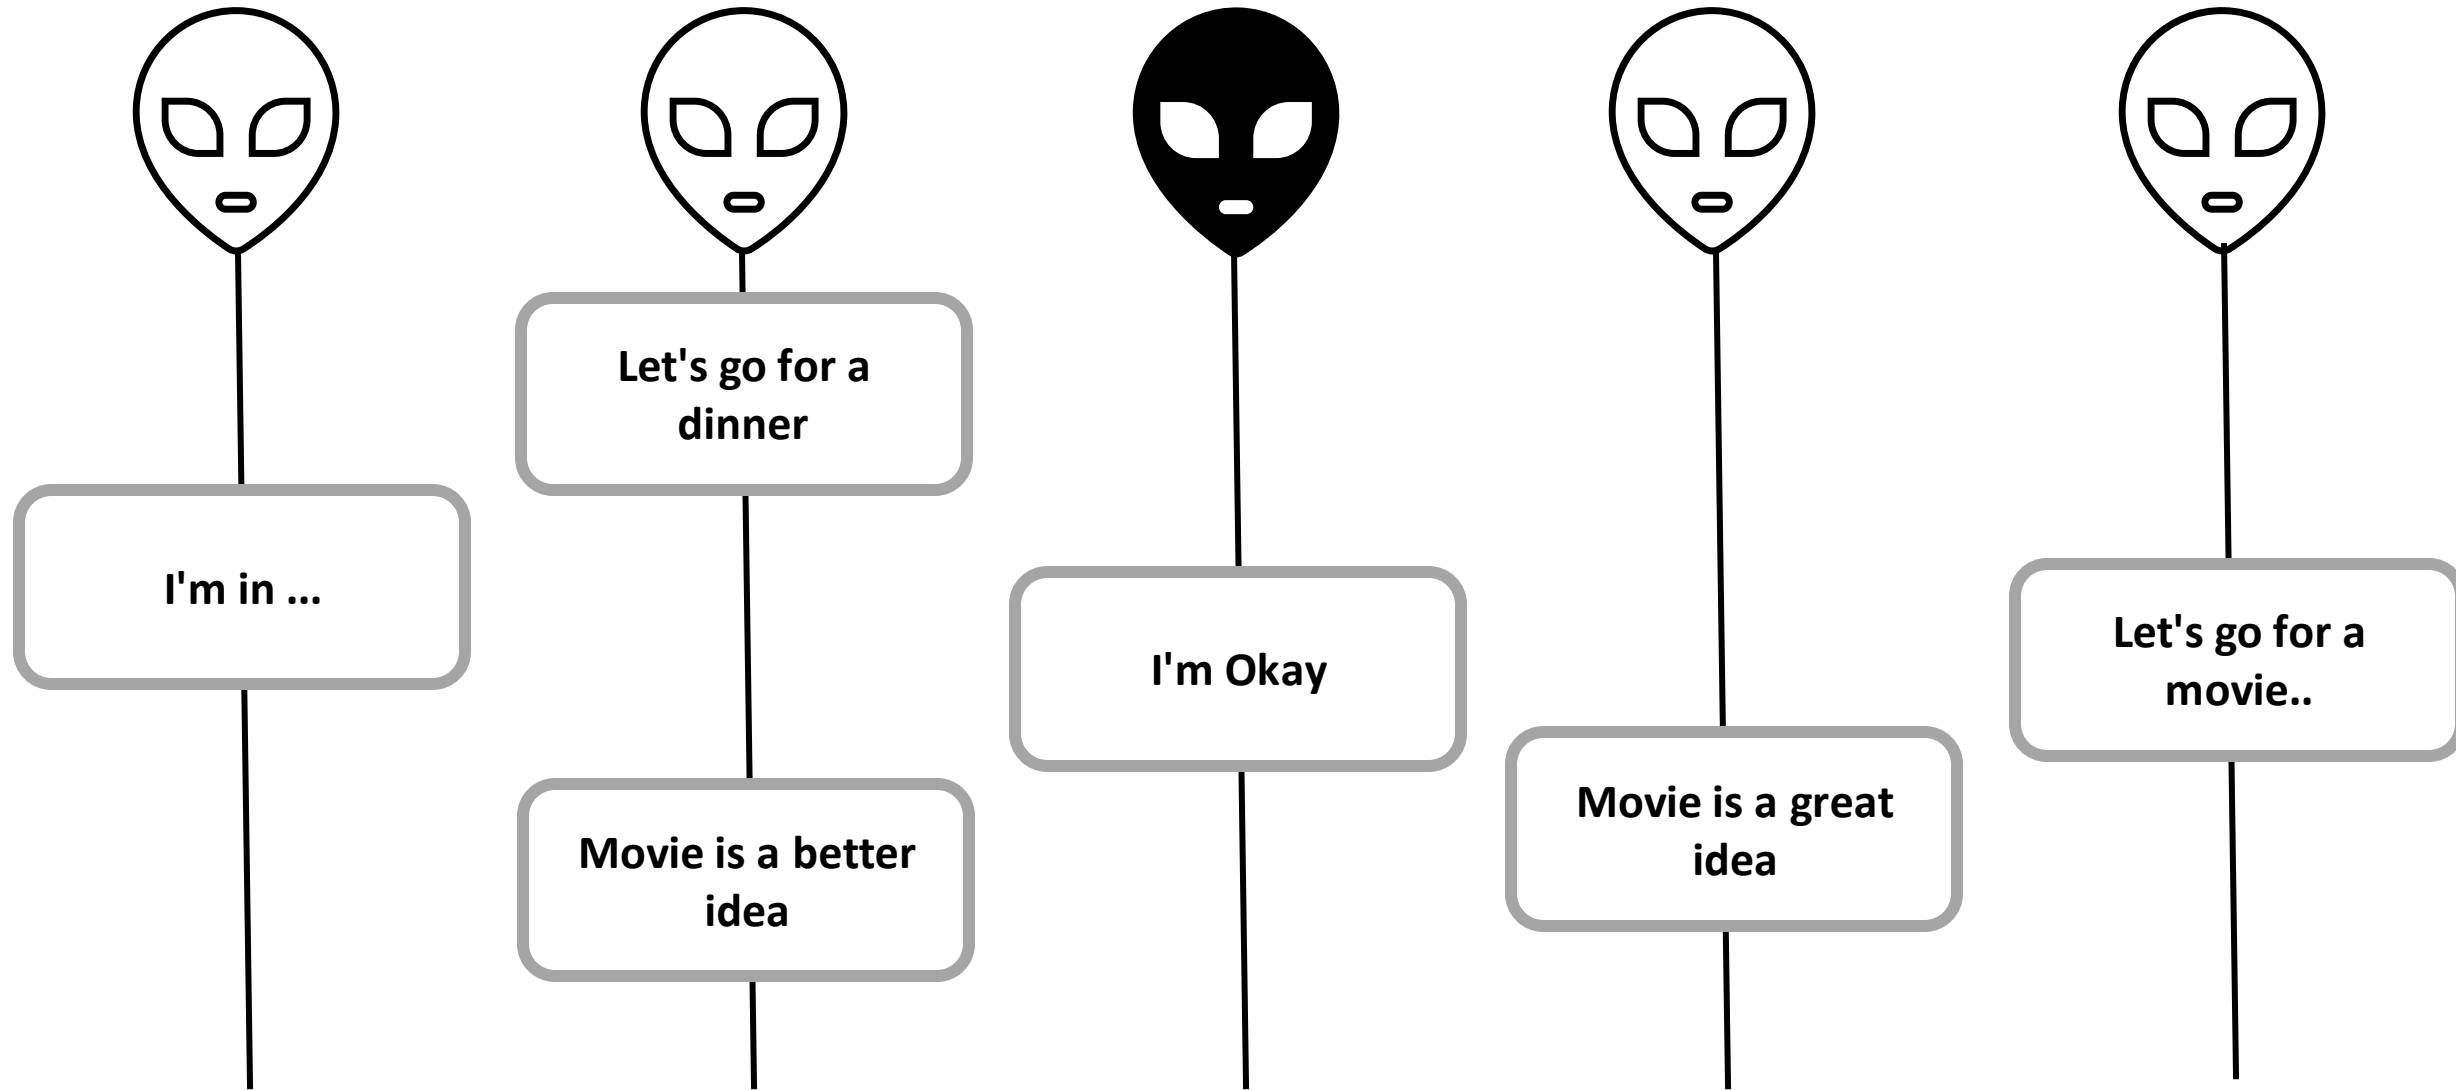 Let's go for a
dinner
I'm in ...
I'm Okay
Let's go for a
movie..
Movie is a great
idea
Movie is a better
idea